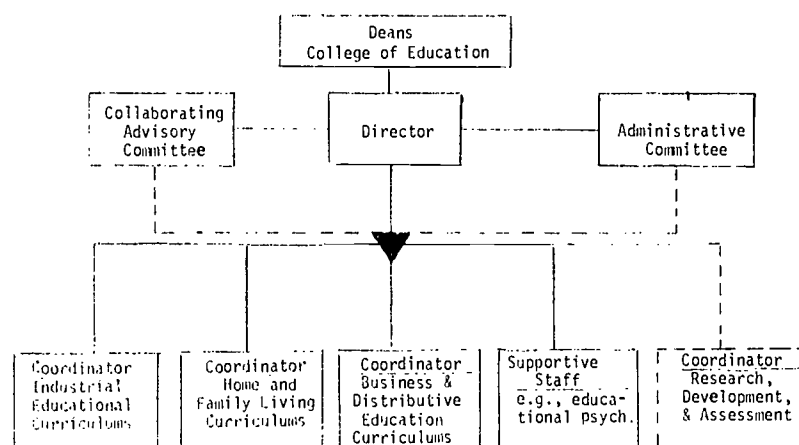 Deans
College of Education
Collaborating
Advisory
Committee
Director
Administrative
Committee
Coordinator
Industrial
Educational
Curriculums
Coordinator
Home and
Family Living
Curriculums
Coordinator
Business &
Distributive
Education
Curriculums
Supportive
Staff
e.g., educa-
tional psych.
Coordinator
Research,
Development,
& Assessment